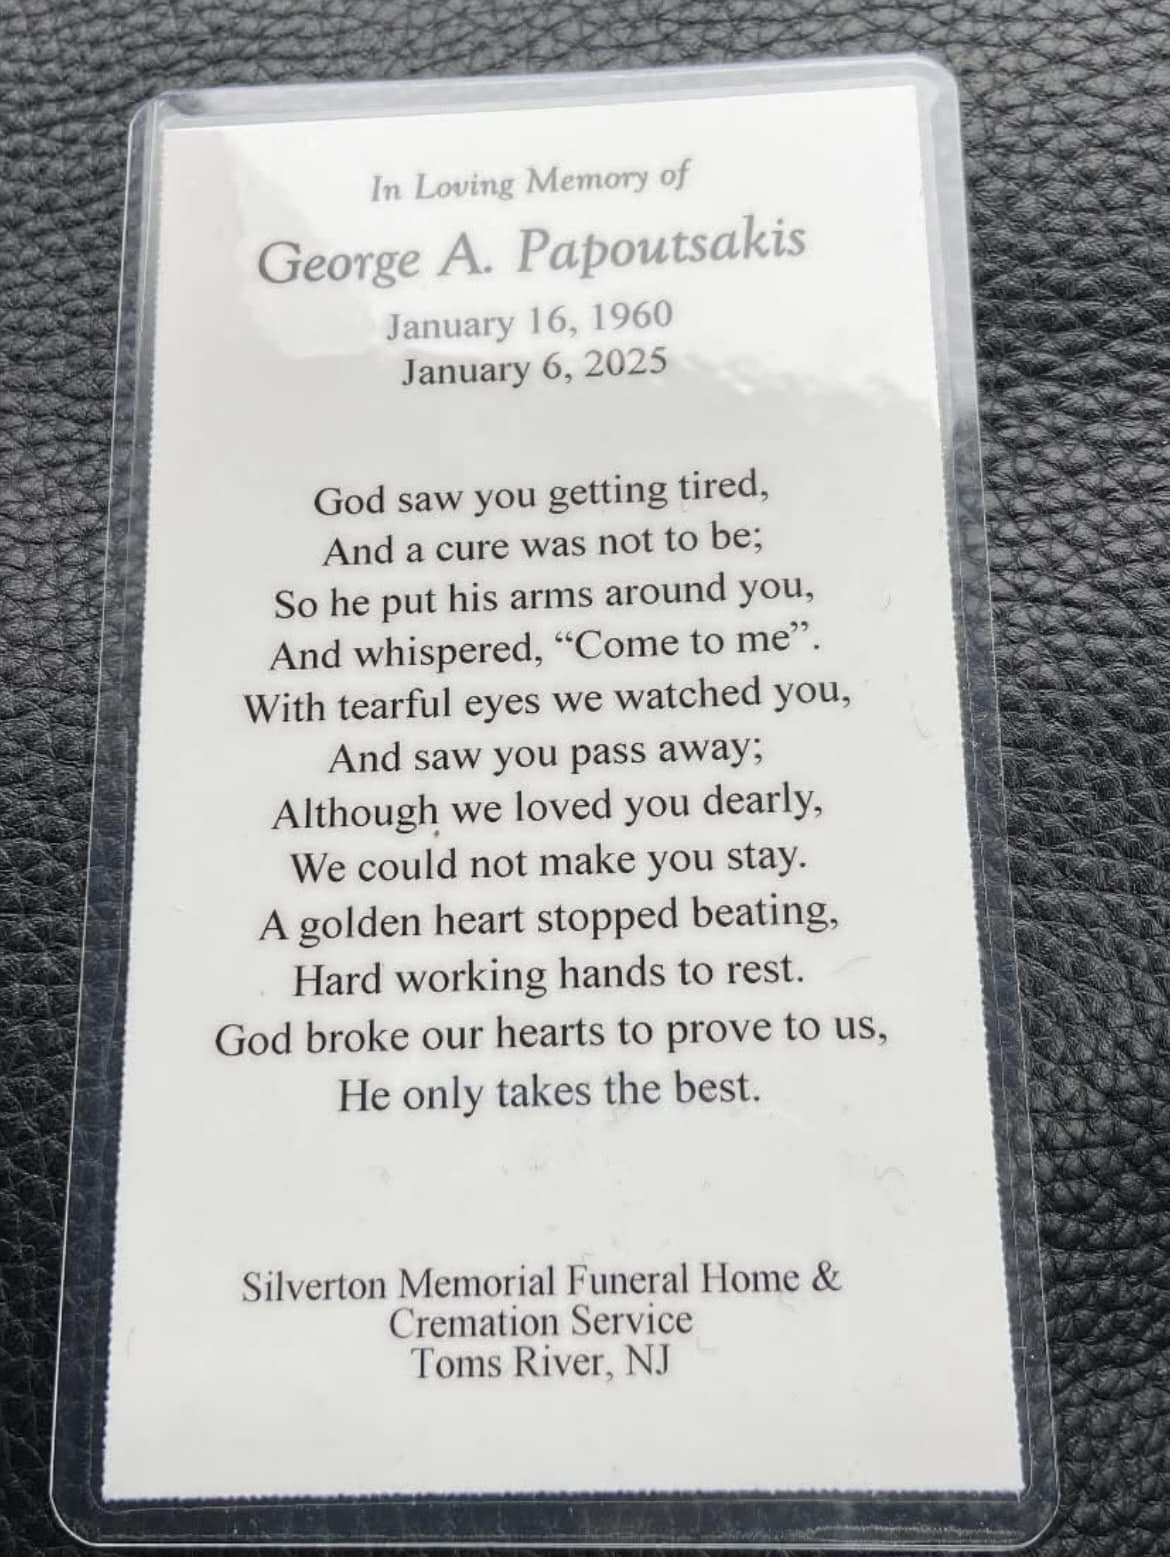 In Loving Memory of
George A. Papoutsakis
January 16, 1960
January 6, 2025
God saw you getting tired,
And a cure was not to be;
So he put his arms around you,
And whispered, “Come to me”.
With tearful eyes we watched you,
And saw you pass away;
Although we loved you dearly,
We could not make you stay.
A golden heart stopped beating,
Hard working hands to rest.
God broke our hearts to prove to us,
He only takes the best.
Silverton Memorial Funeral Home &
Cremation Service
Toms River, NJ